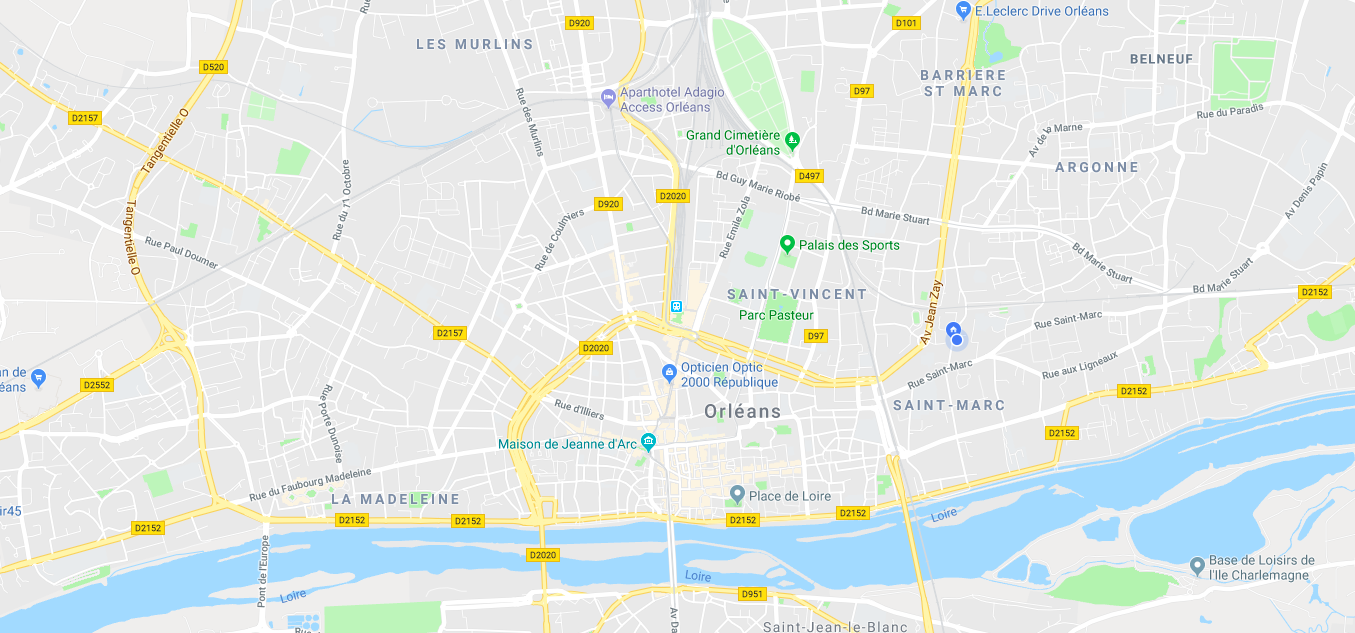 E.Leclerc Drive Orléans
D920
D101
LES MURLINS
BELNEUF
D520
BARRIERE
ST MARC
Aparthotel Adagio
Access Orléans
D97
Rue des Murlins
Rue du Paradis
D2157
Tangentielle O
Grand Cimetière
d'Orléans
Av de la Marne
ARGONNE
D497
Bd Guy Marie Riobé
Rue du 11 Octobre
D2020
D920
Av Denis Papin
Bd Marie Stuart
Rue Emile Zola
Rue de Coulmiers
Tangentielle O
Rue Paul Doumer
Palais des Sports
Bd Marie Stuart
Bd Marie Stuart
SAINT-VINCENT
D2152
Av Jean Zay
Parc Pasteur
Rue Saint-Marc
D2157
D97
D2020
Opticien Optic
2000 République
Rue Saint-Marc
Rue aux Ligneaux
an de
éans
D2552
D2152
Rue d'Illiers
Orléans
SAINT-MARC
Rue Porte Dunoise
D2152
Maison de Jeanne d'Arc
Rue du Faubourg Madeleine
LA MADELEINE
Place de Loire
ir45
D2152
D2152
D2152
D2152
D2152
Loire
D2020
Pont de l'Europe
Loire
Base de Loisirs de
l'Ile Charlemagne
Loire
D951
Av Da
Saint-Jean-le-Blanc